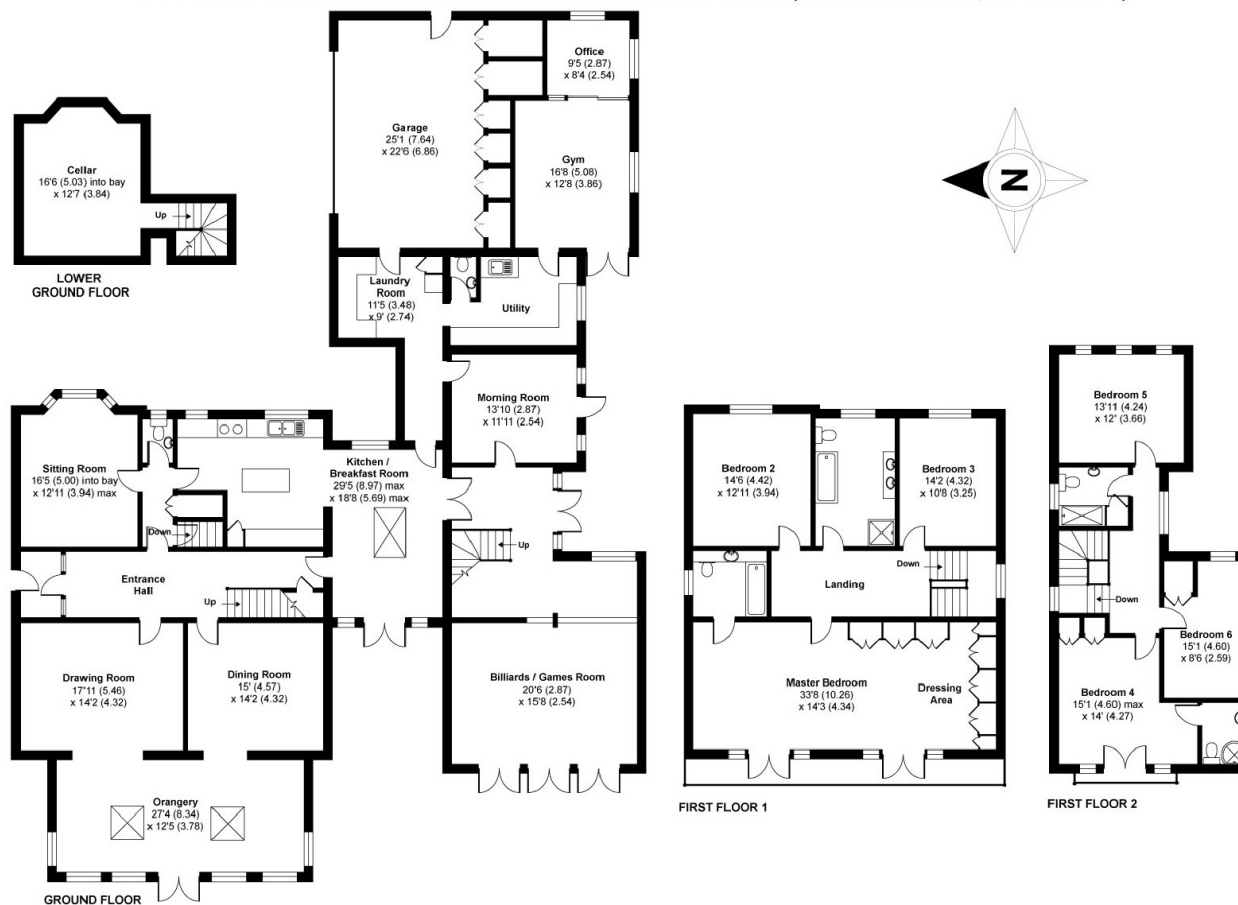 Office
9'5 (2.87)
x 8'4 (2.54)
Garage
25'1 (7.64)
x 22'6 (6.86)
Gym
16'8 (5.08)
x 12'8 (3.86)
Cellar
16'6 (5.03) into bay
x 12'7 (3.84)
Up
LOWER
GROUND FLOOR
N
Laundry
Room
11'5 (3.48)
x 9' (2.74)
Utility
Morning Room
13'10 (2.87)
x 11'11 (2.54)
Sitting Room
16'5 (5.00) into bay
x 12'11 (3.94) max
Kitchen /
Breakfast Room
29'5 (8.97) max
x 18'8 (5.69) max
Down
Up
Entrance
Hall
Up
Drawing Room
17'11 (5.46)
x 14'2 (4.32)
Dining Room
15' (4.57)
x 14'2 (4.32)
Billiards / Games Room
20'6 (2.87)
x 15'8 (2.54)
Orangery
27'4 (8.34)
x 12'5 (3.78)
GROUND FLOOR
Bedroom 2
14'6 (4.42)
x 12'11 (3.94)
Bedroom 3
14'2 (4.32)
x 10'8 (3.25)
Down
Landing
Master Bedroom
33'8 (10.26)
x 14'3 (4.34)
Dressing
Area
FIRST FLOOR 1
Bedroom 5
13'11 (4.24)
x 12' (3.66)
Down
Bedroom 6
15'1 (4.60)
x 8'6 (2.59)
Bedroom 4
15'1 (4.60) max
x 14' (4.27)
FIRST FLOOR 2